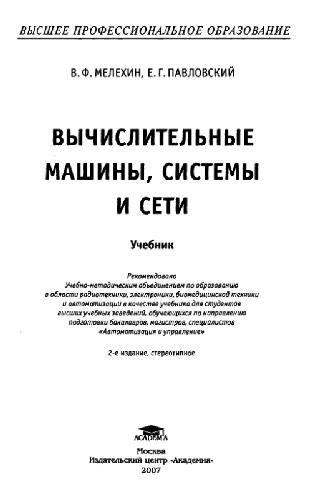 ВЫСШЕЕ ПРОФЕССИОНАЛЬНОЕ ОБРАЗОВАНИЕ
В. Ф. МЕЛЕХИН, Е. Г. ПАВЛОВСКИЙ
ВЫЧИСЛИТЕЛЬНЫЕ
МАШИНЫ, СИСТЕМЫ
И СЕТИ
Учебник
Рекомендовано
Учебно-методическим объединением по образованию
в области радиотехники, электроники, биомедицинской техники
и автоматизации в качестве учебника для студентов
высших учебных заведений, обучающихся по направлениям
подготовки бакалавров, магистров, специалистов
«Автоматизация и управление»
2-е издание, стереотипное
ACADEMA
Москва
Издательский центр «Академия»
2007